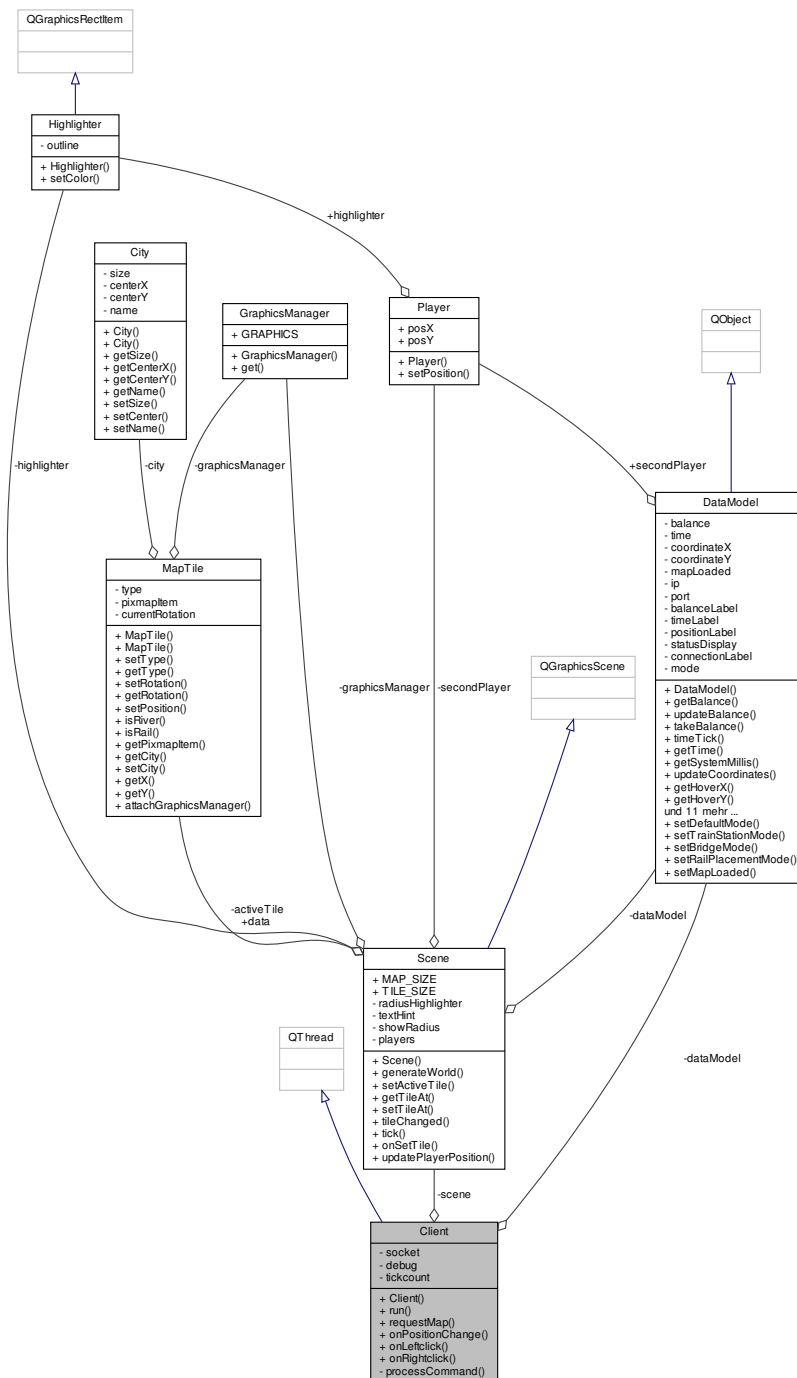 QGraphicsRectItem
Highlighter
- outline
+ Highlighter()
+ setColor()
+highlighter
City
- size
- centerX
- centerY
- name
+ City()
+ City()
+ getSize()
+ getCenterX()
+ getCenterY()
+ getName()
+ setSize()
+ setCenter()
+ setName()
GraphicsManager
+ GRAPHICS
+ GraphicsManager()
+ get()
Player
+ posX
+ posY
+ Player()
+ setPosition()
QObject
-highlighter
-city
-graphicsManager
+secondPlayer
DataModel
- balance
- time
- coordinateX
- coordinateY
- mapLoaded
- ip
- port
- balanceLabel
- timeLabel
- positionLabel
- statusDisplay
- connectionLabel
- mode
+ DataModel()
+ getBalance()
+ updateBalance()
+ takeBalance()
+ timeTick()
+ getTime()
+ getSystemMillis()
+ updateCoordinates()
+ getHoverX()
+ getHoverY()
und 11 mehr ...
+ setDefaultMode()
+ setTrainStationMode()
+ setBridgeMode()
+ setRailPlacementMode()
+ setMapLoaded()
MapTile
- type
- pixmapItem
- currentRotation
+ MapTile()
+ MapTile()
+ setType()
+ getType()
+ setRotation()
+ getRotation()
+ setPosition()
+ isRiver()
+ isRail()
+ getPixmapItem()
+ getCity()
+ setCity()
+ getX()
+ getY()
+ attachGraphicsManager()
-graphicsManager
-secondPlayer
QGraphicsScene
-activeTile
+data
-dataModel
Scene
+ MAP_SIZE
+ TILE_SIZE
- radiusHighlighter
- textHint
- showRadius
- players
+ Scene()
+ generateWorld()
+ setActiveTile()
+ getTileAt()
+ setTileAt()
+ tileChanged()
+ tick()
+ onSetTile()
+ updatePlayerPosition()
QThread
-dataModel
-scene
Client
- socket
- debug
- tickcount
+ Client()
+ run()
+ requestMap()
+ onPositionChange()
+ onLeftclick()
+ onRightclick()
- processCommand()